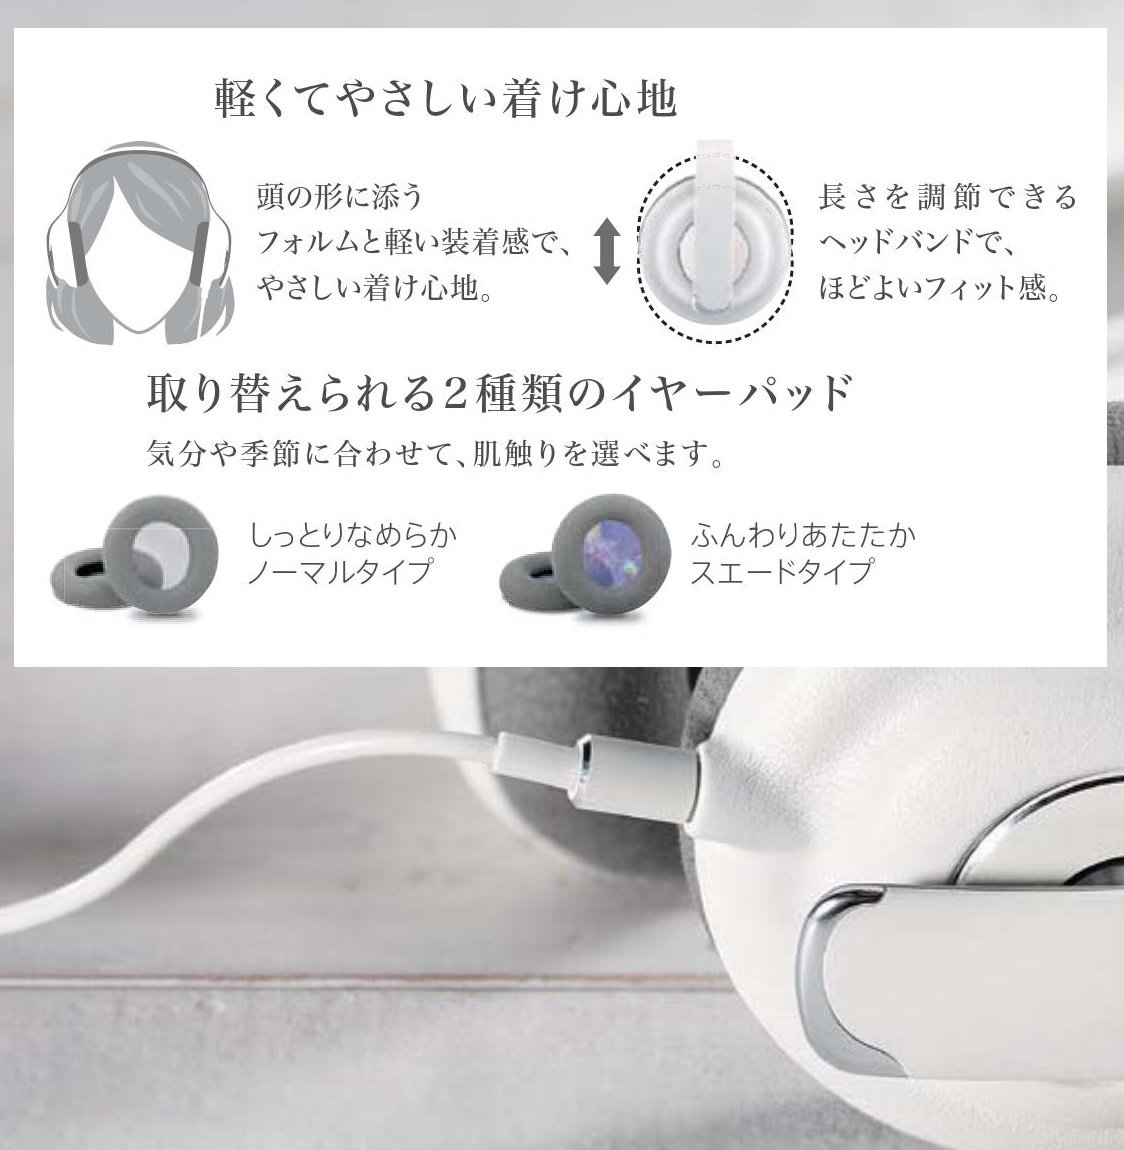 軽くてやさしい着け心地
頭の形に添う
フォルムと軽い装着感で、
やさしい着け心地。
長さを調節できる
ヘッドバンドで、
ほどよいフィット感。
取り替えられる2種類のイヤーパッド
気分や季節に合わせて、肌触りを選べます。
しっとりなめらか
ノーマルタイプ
ふんわりあたたか
スエードタイプ